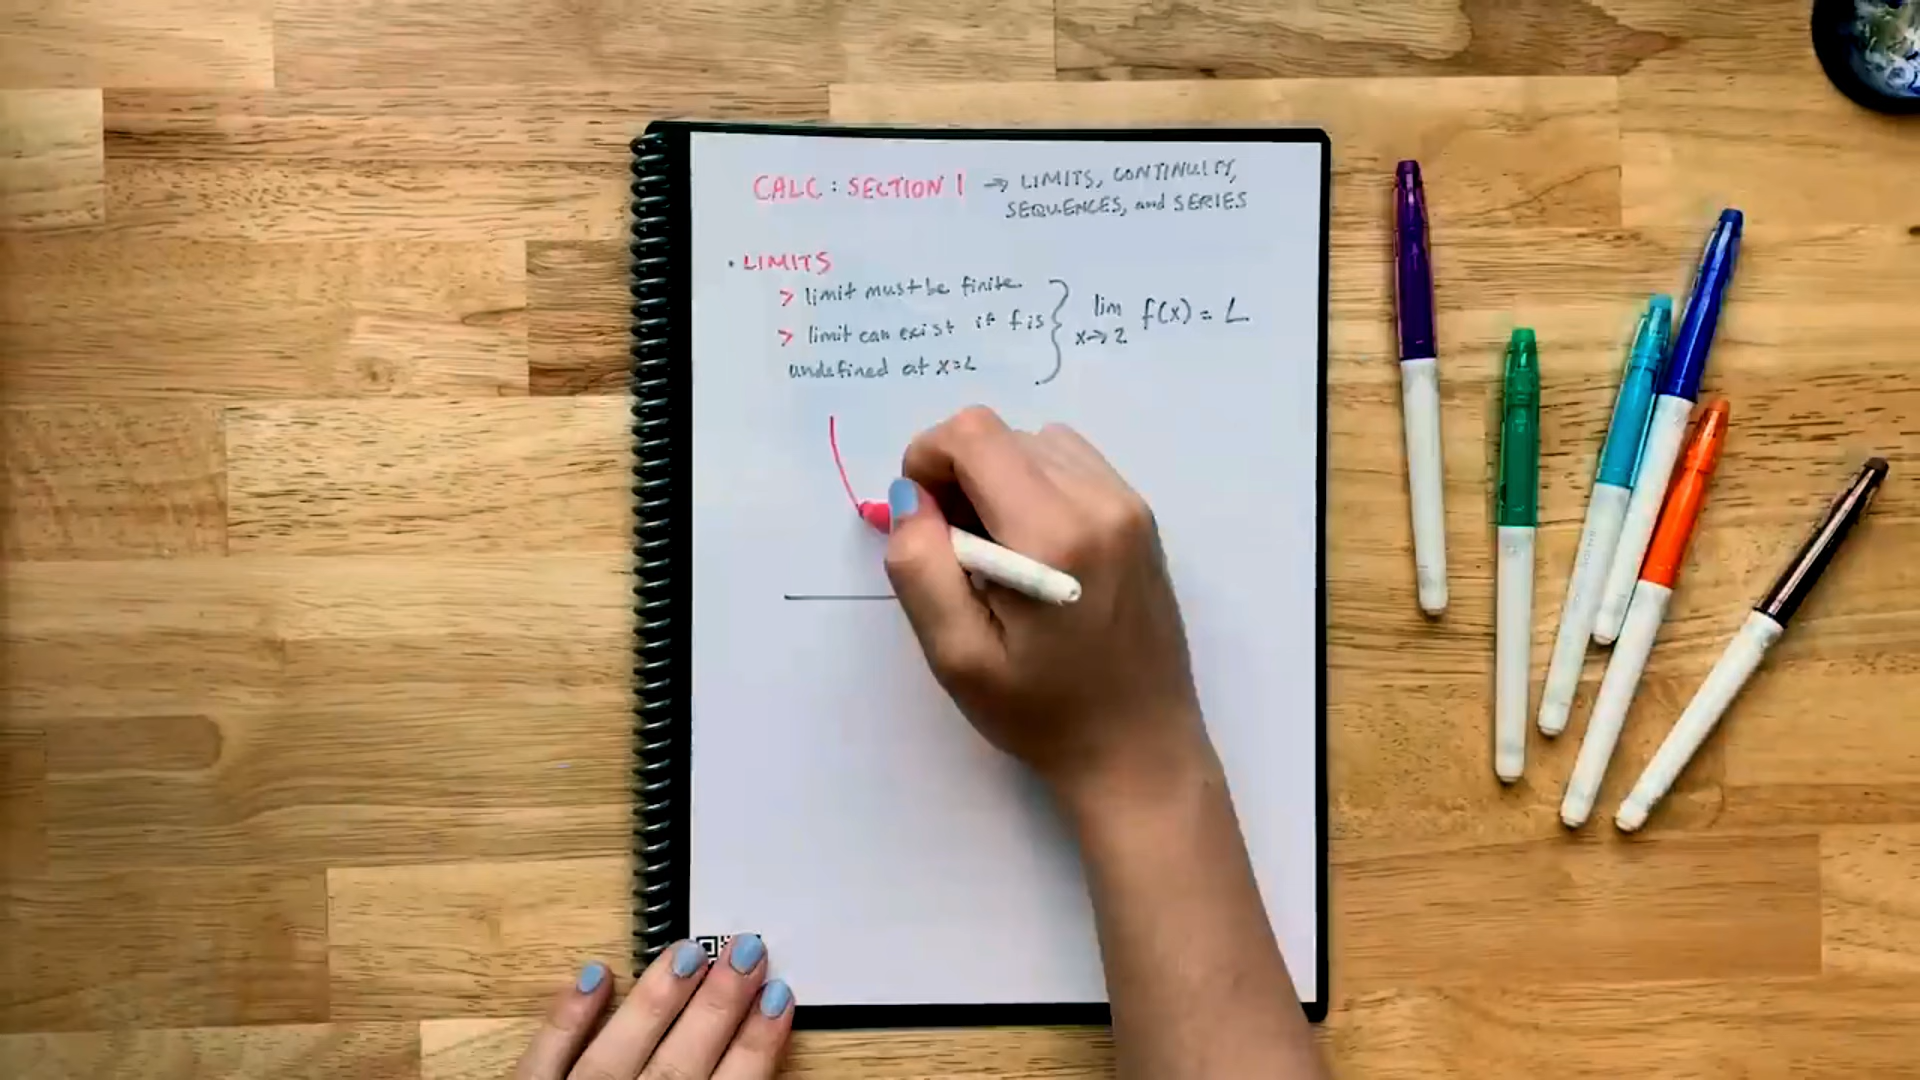 CALC: SECTION 1 → LIMITS, CONTINUITY,
SEQUENCES, and SERIES
• LIMITS
> limit must be finite.
> limit can exist if f is
undefined at x=2
lim f(x) = L
x→2